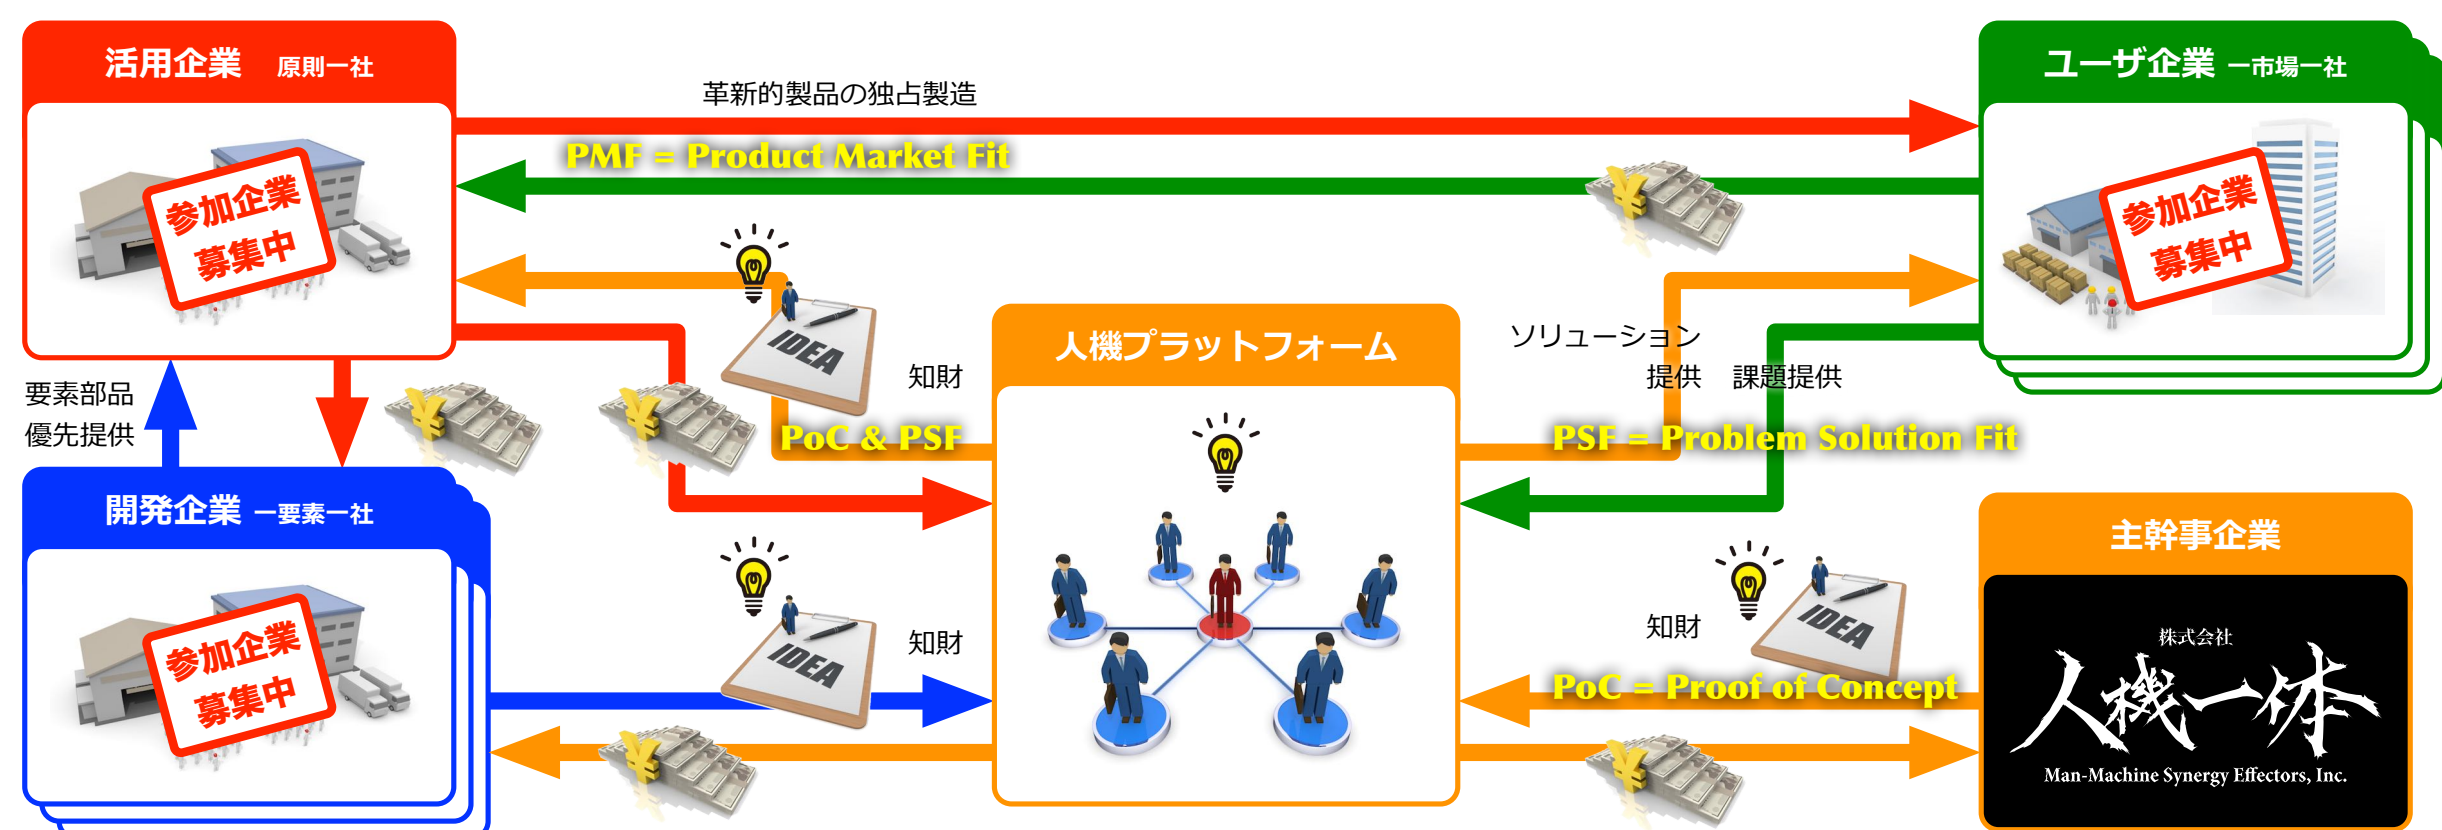 活用企業 原則一社
参加企業
募集中
革新的製品の独占製造
PMF = Product Market Fit
ユーザ企業 一市場一社
参加企業
募集中
IDEA
知財
PoC & PSF
人機プラットフォーム
ソリューション
提供
課題提供
PSF = Problem Solution Fit
要素部品
優先提供
開発企業 一要素一社
参加企業
募集中
IDEA
知財
知財
IDEA
PoC = Proof of Concept
主幹事企業
株式会社
人機一体
Man-Machine Synergy Effectors, Inc.